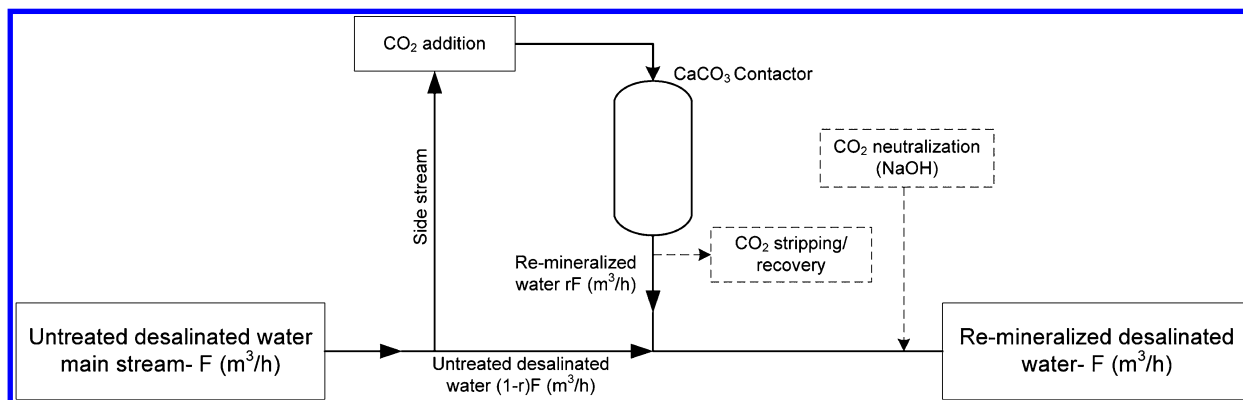 CO₂ addition
CaCO₃ Contactor
CO₂ neutralization
(NaOH)
Side stream
CO₂ stripping/
recovery
Re-mineralized
water rF (m³/h)
Untreated desalinated water
main stream- F (m³/h)
Untreated desalinated
water (1-r)F (m³/h)
Re-mineralized desalinated
water- F (m³/h)